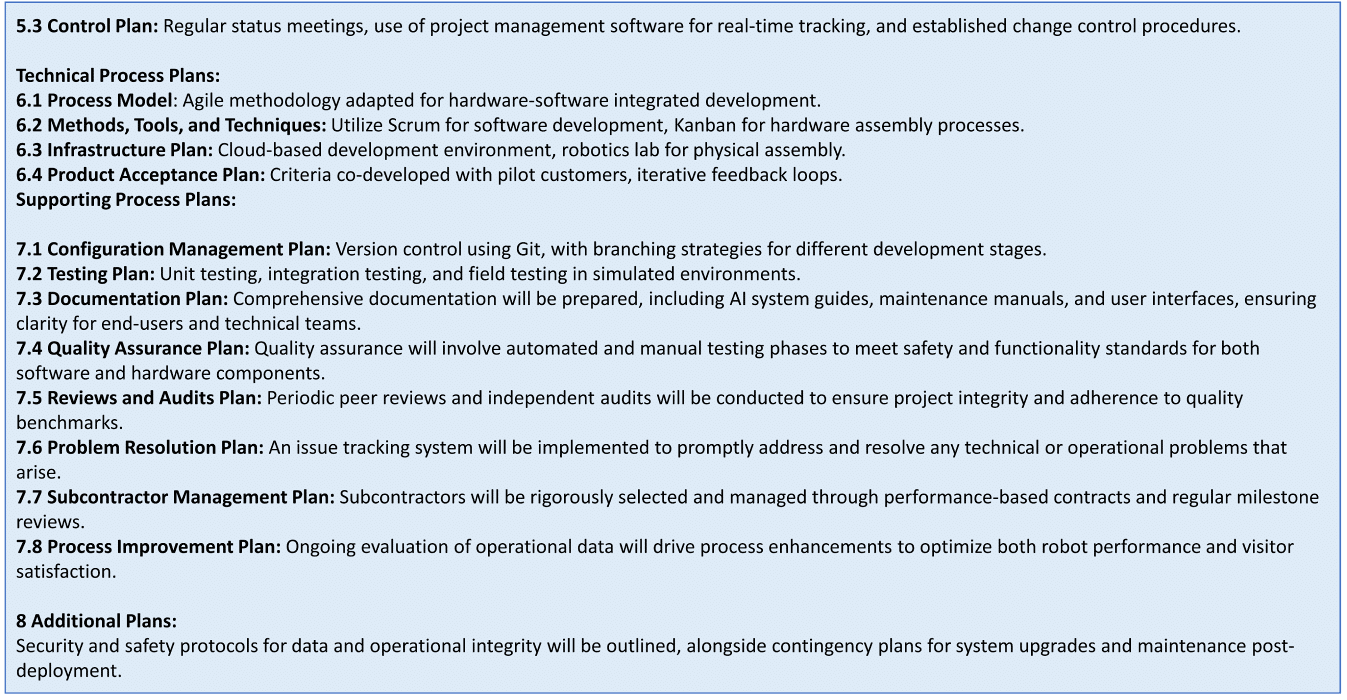 5.3 Control Plan: Regular status meetings, use of project management software for real-time tracking, and established change control procedures.
Technical Process Plans:
6.1 Process Model: Agile methodology adapted for hardware-software integrated development.
6.2 Methods, Tools, and Techniques: Utilize Scrum for software development, Kanban for hardware assembly processes.
6.3 Infrastructure Plan: Cloud-based development environment, robotics lab for physical assembly.
6.4 Product Acceptance Plan: Criteria co-developed with pilot customers, iterative feedback loops.
Supporting Process Plans:
7.1 Configuration Management Plan: Version control using Git, with branching strategies for different development stages.
7.2 Testing Plan: Unit testing, integration testing, and field testing in simulated environments.
7.3 Documentation Plan: Comprehensive documentation will be prepared, including AI system guides, maintenance manuals, and user interfaces, ensuring
clarity for end-users and technical teams.
7.4 Quality Assurance Plan: Quality assurance will involve automated and manual testing phases to meet safety and functionality standards for both
software and hardware components.
7.5 Reviews and Audits Plan: Periodic peer reviews and independent audits will be conducted to ensure project integrity and adherence to quality
benchmarks.
7.6 Problem Resolution Plan: An issue tracking system will be implemented to promptly address and resolve any technical or operational problems that
arise.
7.7 Subcontractor Management Plan: Subcontractors will be rigorously selected and managed through performance-based contracts and regular milestone
reviews.
7.8 Process Improvement Plan: Ongoing evaluation of operational data will drive process enhancements to optimize both robot performance and visitor
satisfaction.
8 Additional Plans:
Security and safety protocols for data and operational integrity will be outlined, alongside contingency plans for system upgrades and maintenance post-
deployment.